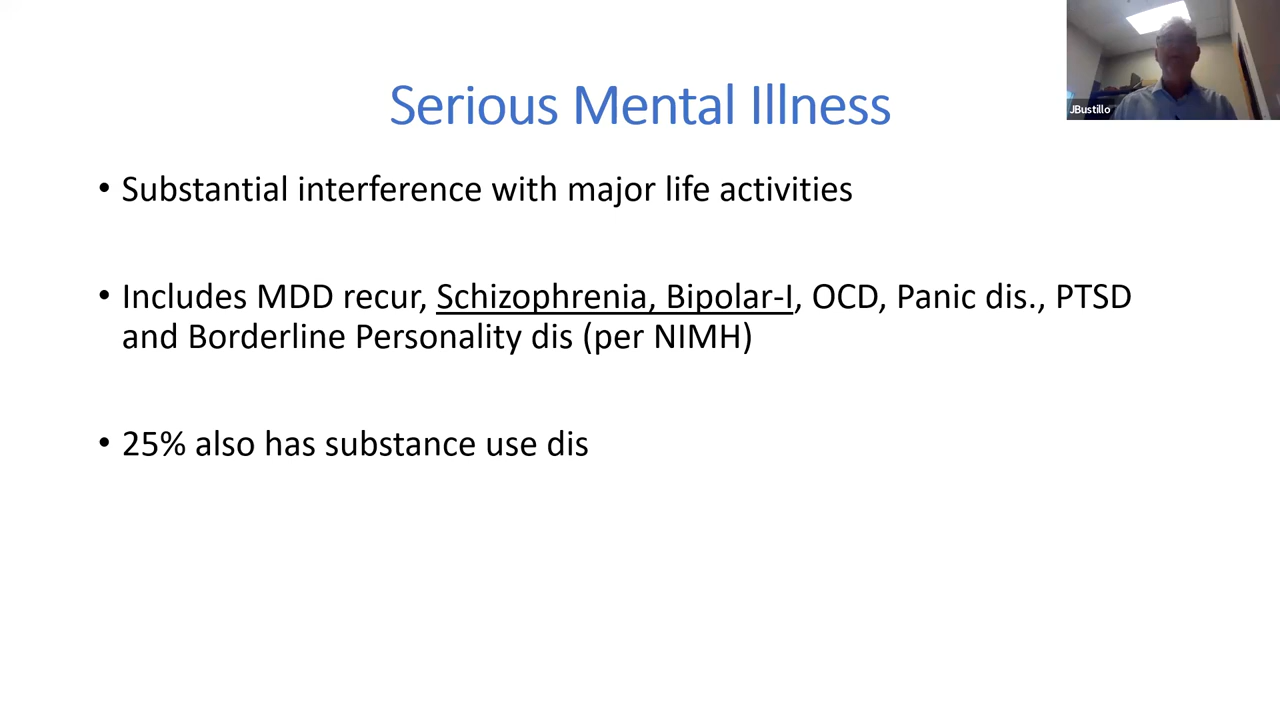 Serious Mental Illness
JBustillo
• Substantial interference with major life activities
• Includes MDD recur, Schizophrenia, Bipolar-I, OCD, Panic dis., PTSD
and Borderline Personality dis (per NIMH)
• 25% also has substance use dis